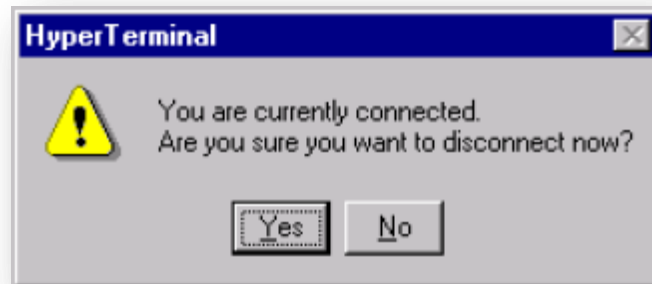 HyperTerminal
You are currently connected.
Are you sure you want to disconnect now?
Yes No